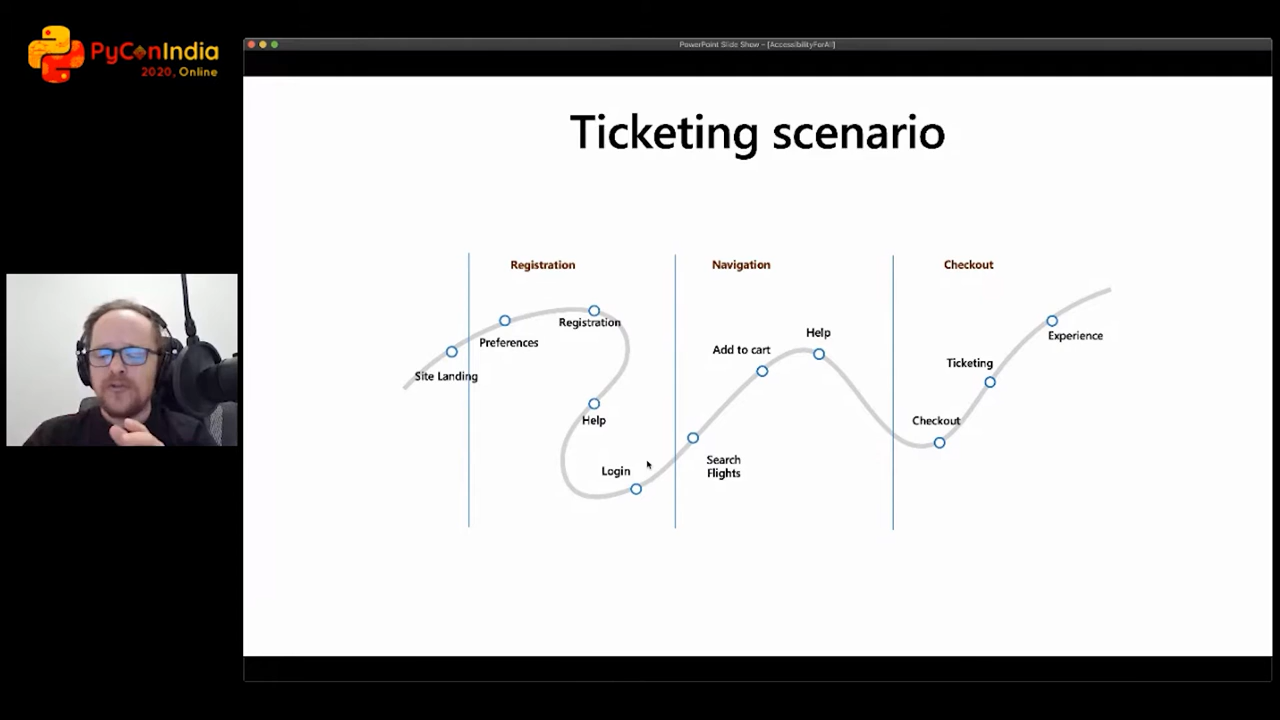 PyConIndia
2020, Online
PowerPoint Slide Show - [AccessibilityForAll]
Ticketing scenario
Registration
Navigation
Checkout
Site Landing
Preferences
Registration
Help
Login
Search
Flights
Add to cart
Help
Checkout
Ticketing
Experience